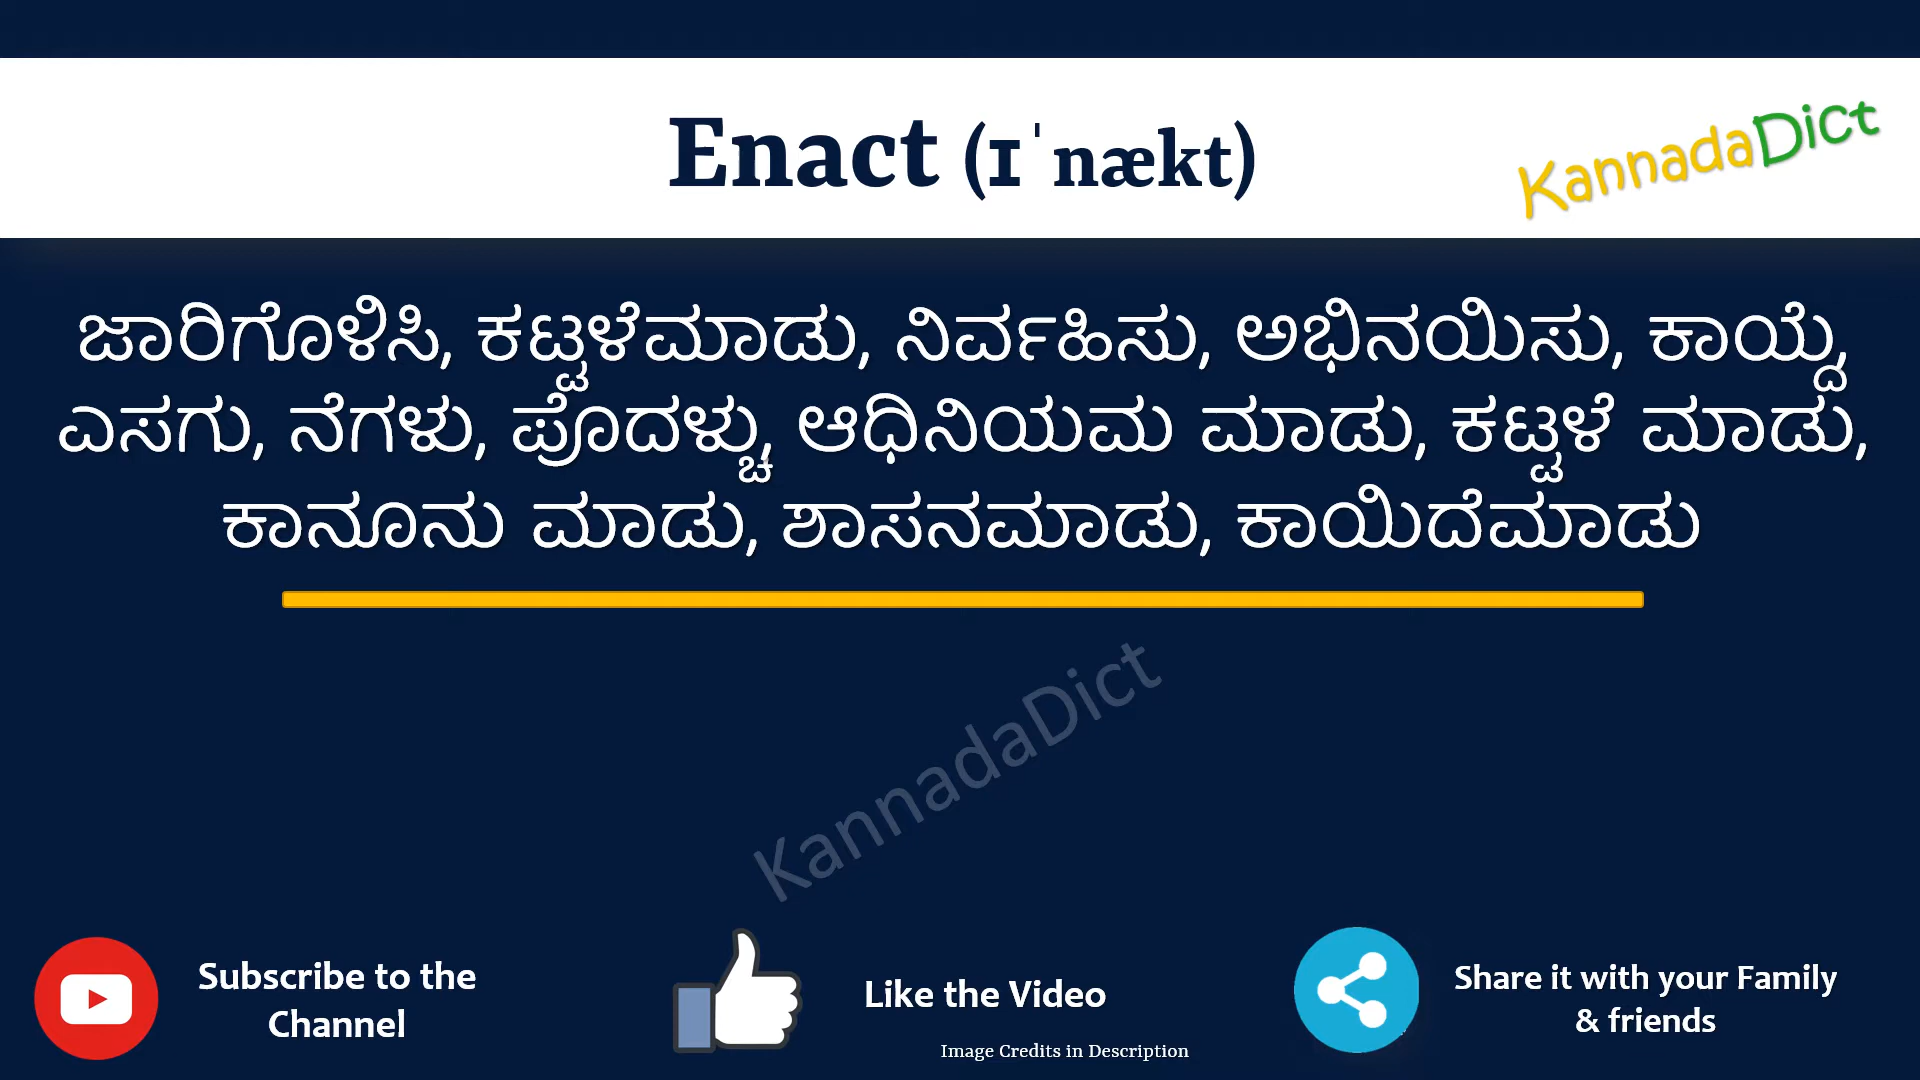 Enact (ɪˈnækt)
KannadaDict
ಜಾರಿಗೊಳಿಸಿ, ಕಟ್ಟಳೆಮಾಡು, ನಿರ್ವಹಿಸು, ಅಭಿನಯಿಸು, ಕಾಯ್ದೆ,
ಎಸಗು, ನೆಗಳು, ಪೊದಳ್ಚು, ಆಧಿನಿಯಮ ಮಾಡು, ಕಟ್ಟಳೆ ಮಾಡು,
ಕಾನೂನು ಮಾಡು, ಶಾಸನಮಾಡು, ಕಾಯಿದೆಮಾಡು
KannadaDict
Subscribe to the
Channel
Like the Video
Share it with your Family
& friends
Image Credits in Description